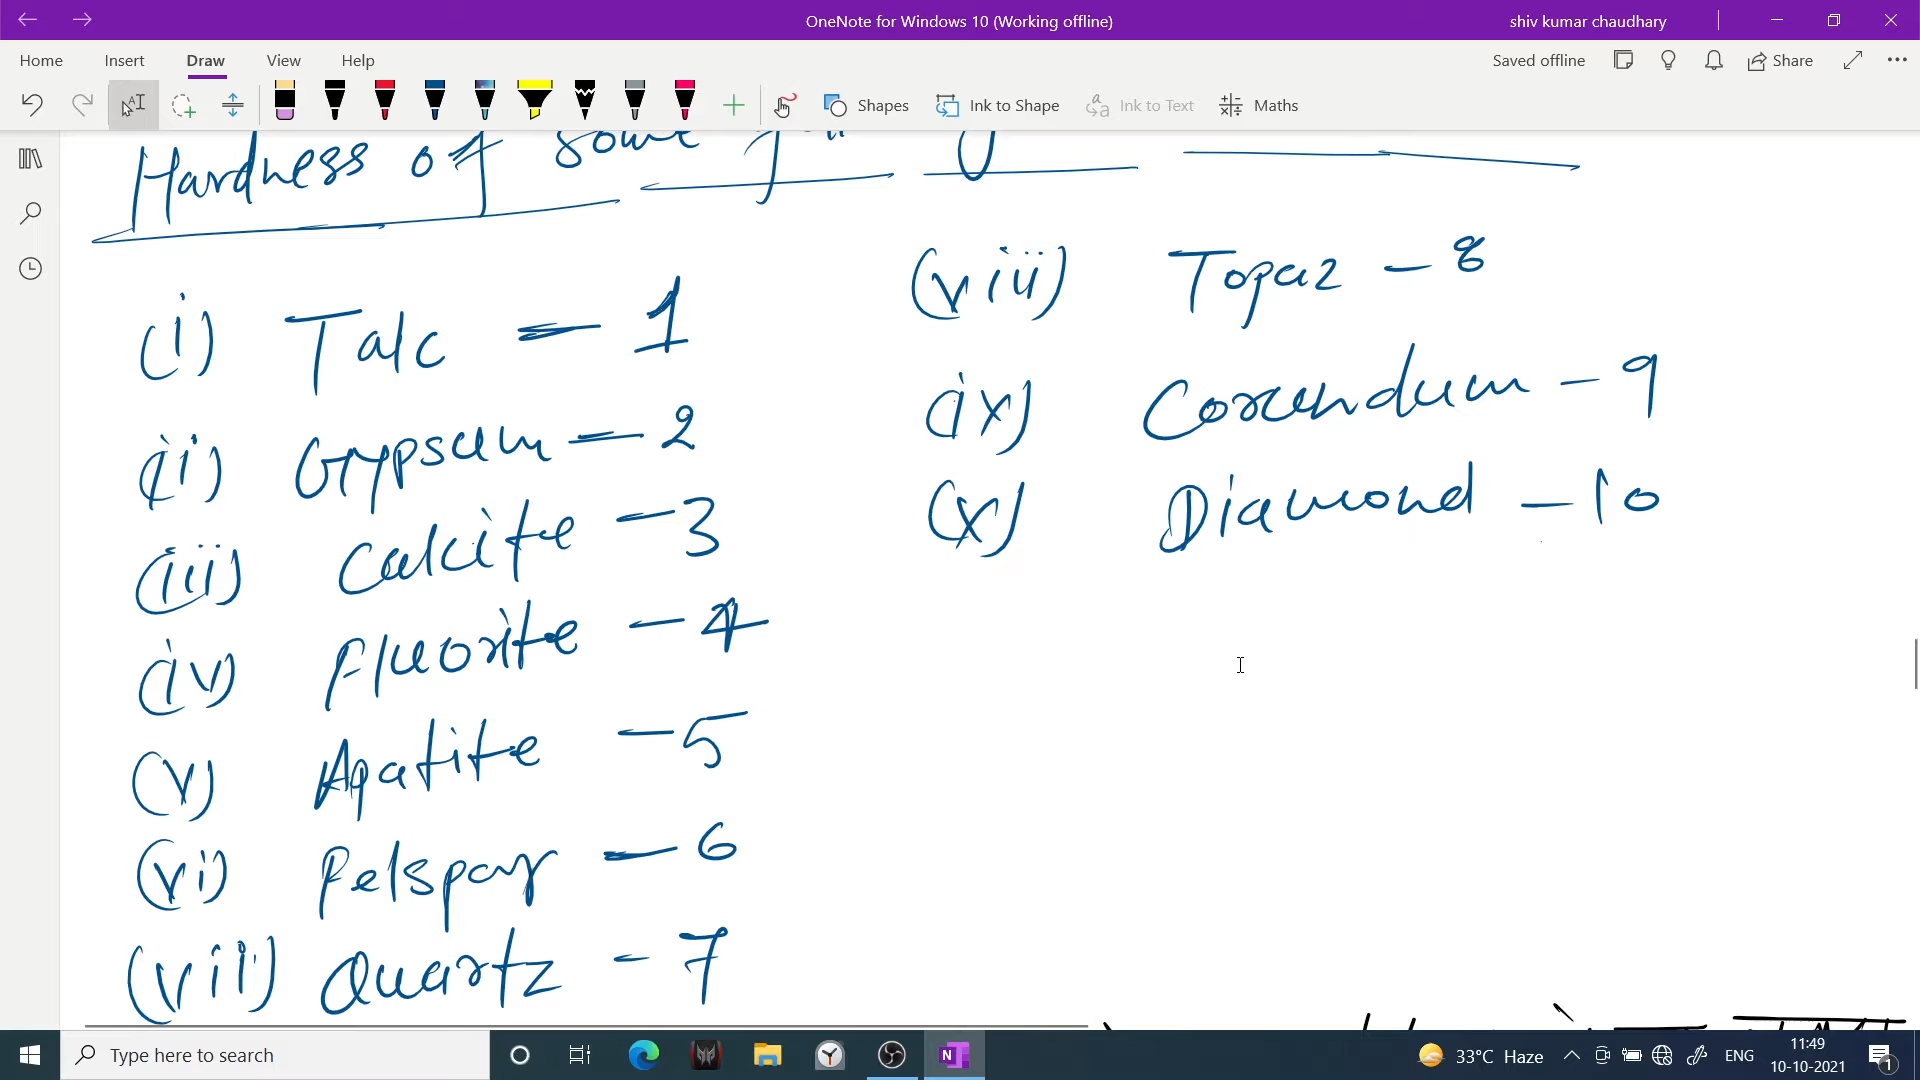 OneNote for Windows 10 (Working offline)
shiv kumar chaudhary
Home Insert Draw View Help
Saved offline Share
Shapes Ink to Shape Ink to Text Maths
Hardness of some
(i) Talc - 1
(ii) Gypsum - 2
(iii) Calcite - 3
(iv) Fluorite - 4
(v) Apatite - 5
(vi) Felspar - 6
(vii) Quartz - 7
(viii) Topaz - 8
(ix) Corundum - 9
(x) Diamond - 10
Type here to search
33°C Haze
ENG
11:49
10-10-2021
1